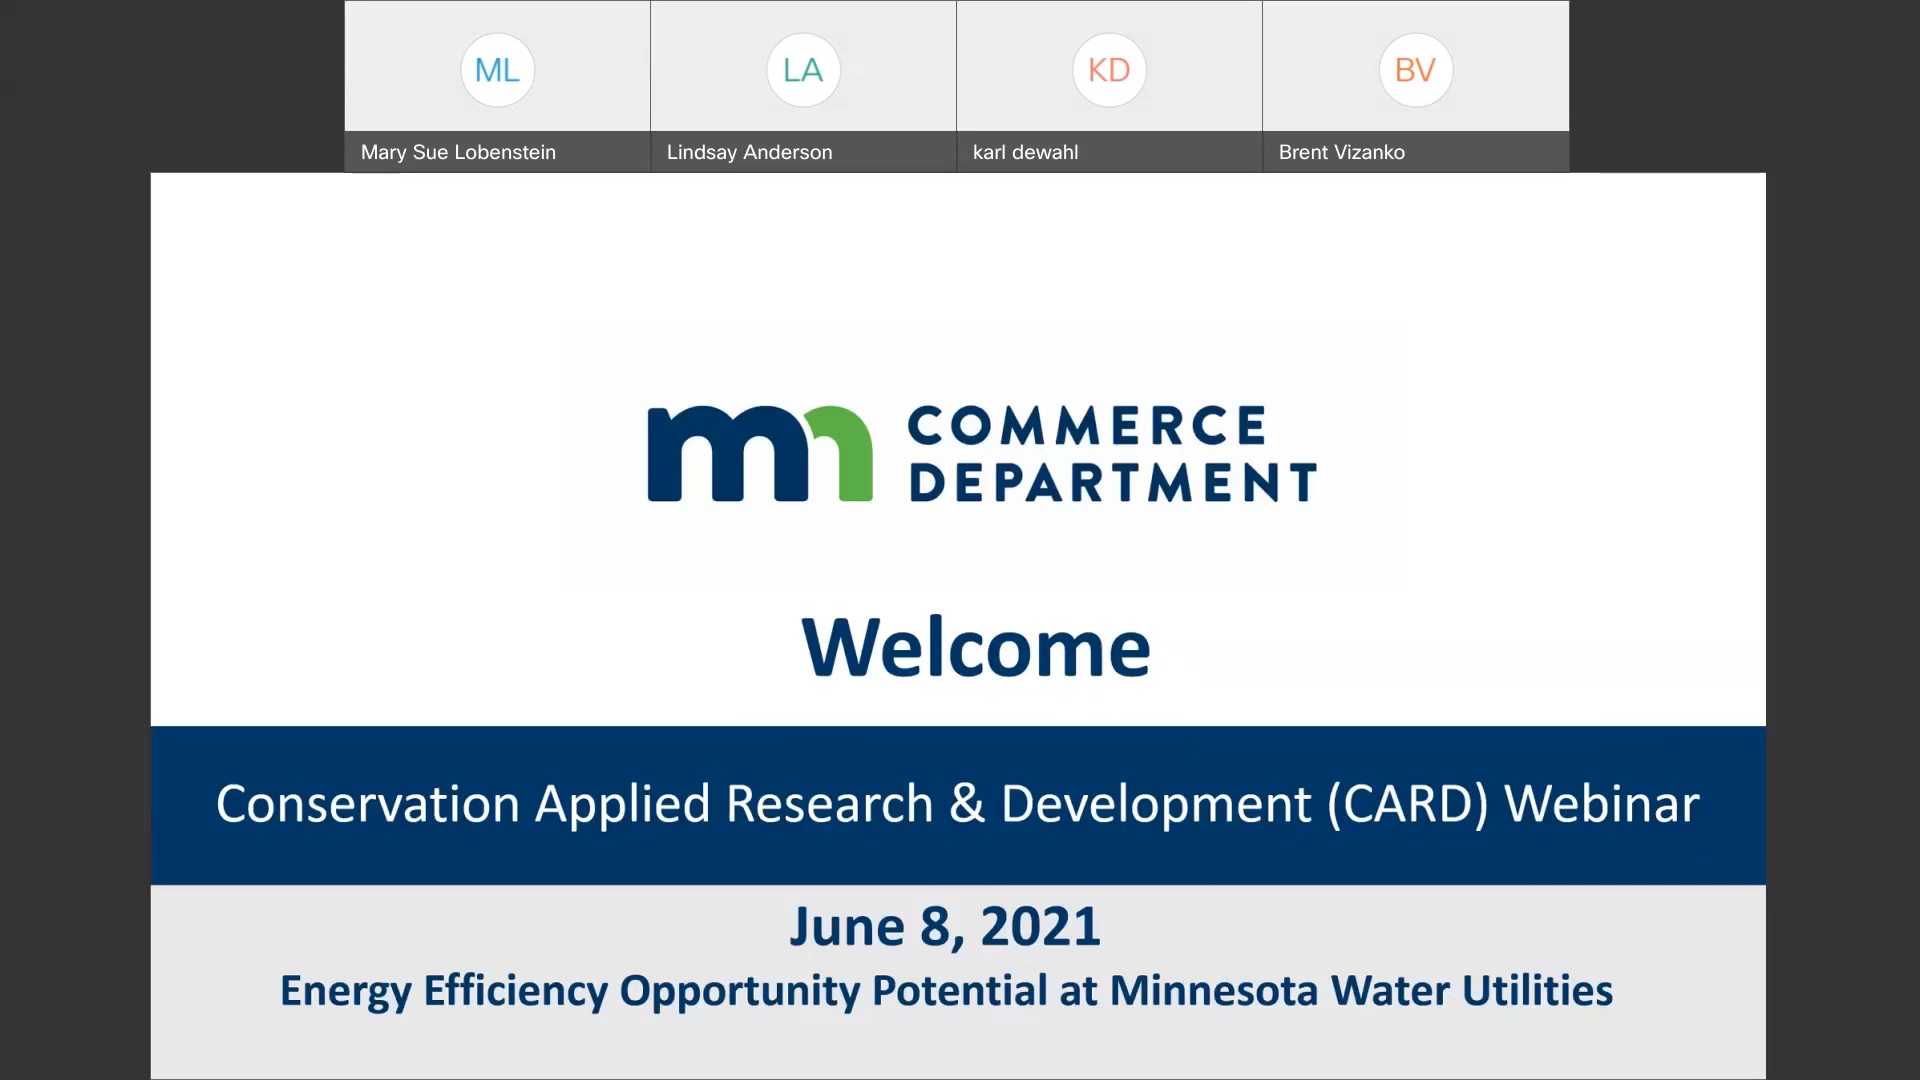 ML
LA
KD
BV
Mary Sue Lobenstein
Lindsay Anderson
karl dewahl
Brent Vizanko
mn
COMMERCE
DEPARTMENT
Welcome
Conservation Applied Research & Development (CARD) Webinar
June 8, 2021
Energy Efficiency Opportunity Potential at Minnesota Water Utilities